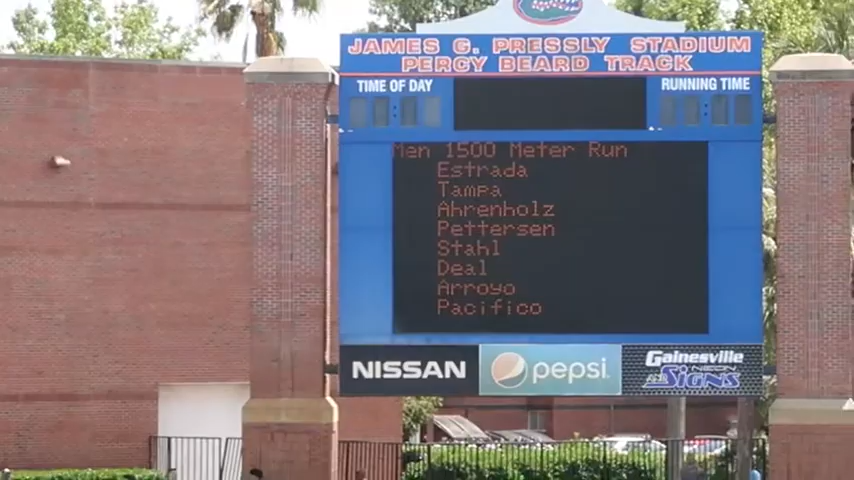 JAMES G. PRESSLY STADIUM
PERCY BEARD TRACK
TIME OF DAY
RUNNING TIME
Men 1500 Meter Run
Estrada
Tampa
Ahrenholz
Pettersen
Stahl
Deal
Arroyo
Pacifico
NISSAN
pepsi
Gainesville
NEON
& Signs